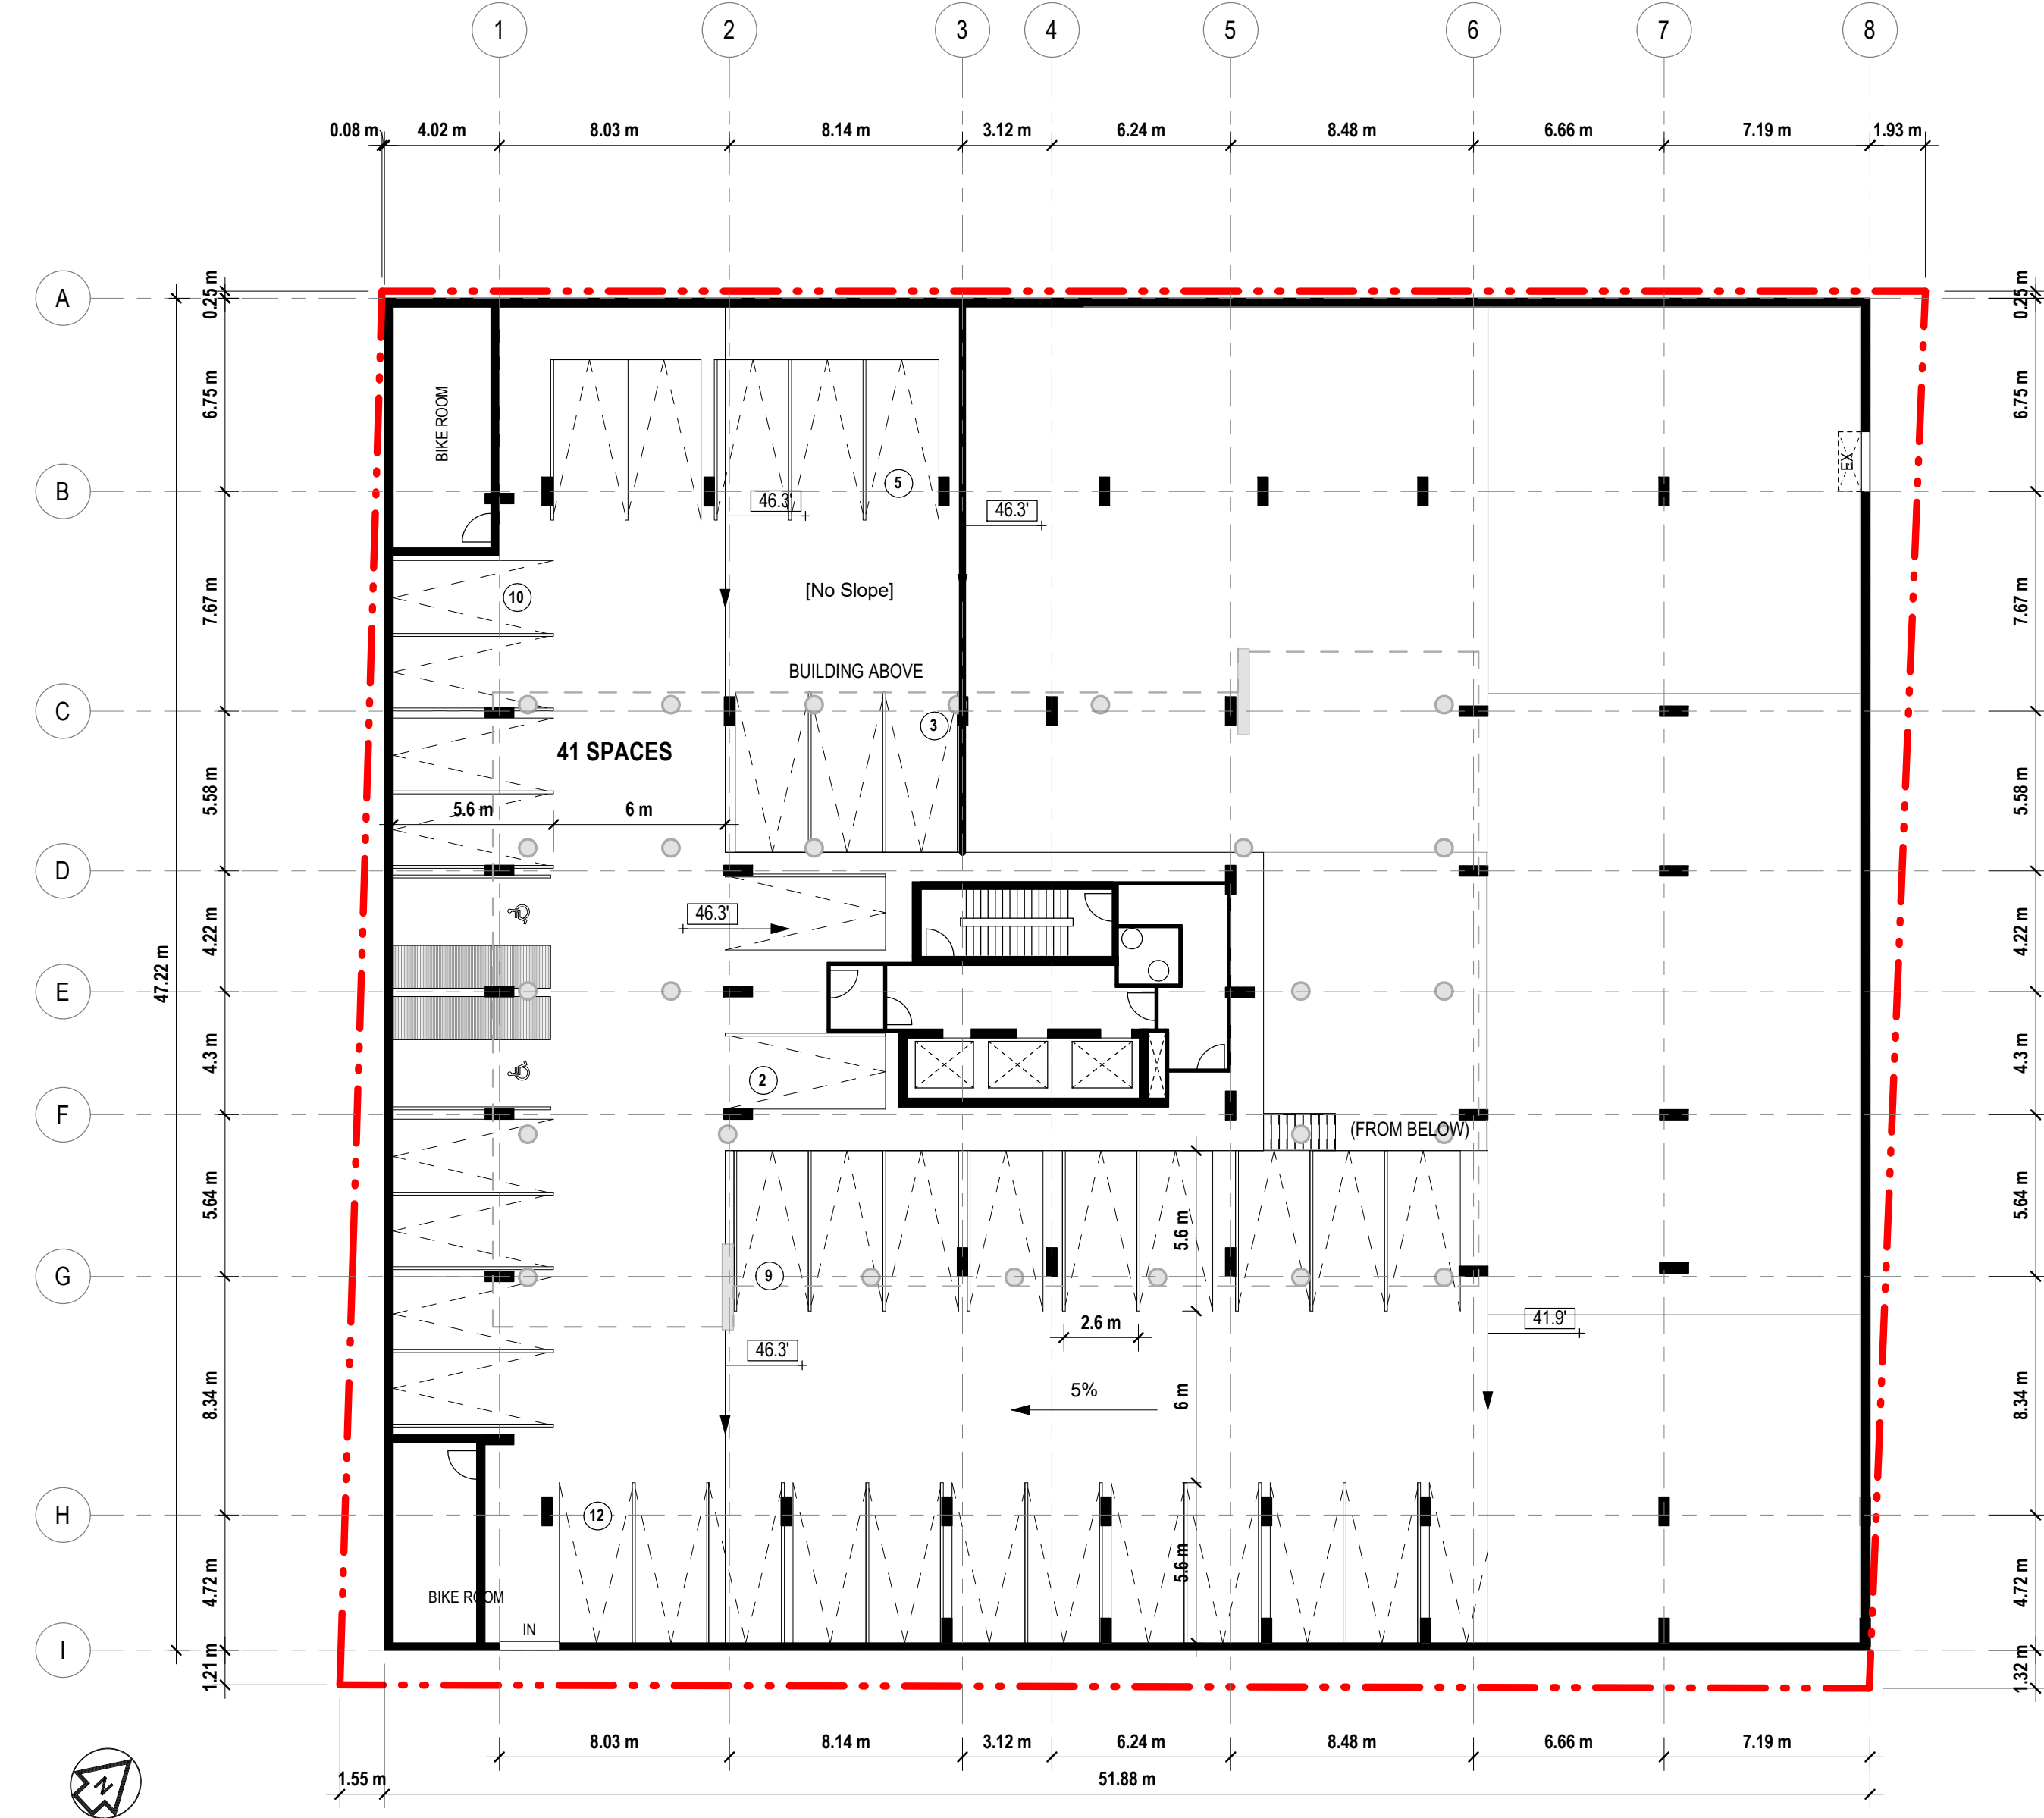 1 2 3 4 5 6 7 8
0.08 m 4.02 m 8.03 m 8.14 m 3.12 m 6.24 m 8.48 m 6.66 m 7.19 m 1.93 m
A
0.25 m
0.25 m
6.75 m
BIKE ROOM
6.75 m
EX
B
5
46.3'
46.3'
10
[No Slope]
7.67 m
7.67 m
BUILDING ABOVE
C
3
41 SPACES
5.58 m
5.58 m
5.6 m 6 m
D
46.3'
4.22 m
4.22 m
47.22 m
E
4.3 m
4.3 m
2
F
(FROM BELOW)
5.64 m
5.6 m
5.64 m
G
9
2.6 m
41.9'
46.3'
5%
8.34 m
6 m
8.34 m
H
12
4.72 m
5.6 m
4.72 m
BIKE ROOM
IN
I
1.21 m
1.32 m
8.03 m 8.14 m 3.12 m 6.24 m 8.48 m 6.66 m 7.19 m
1.55 m 51.88 m
N